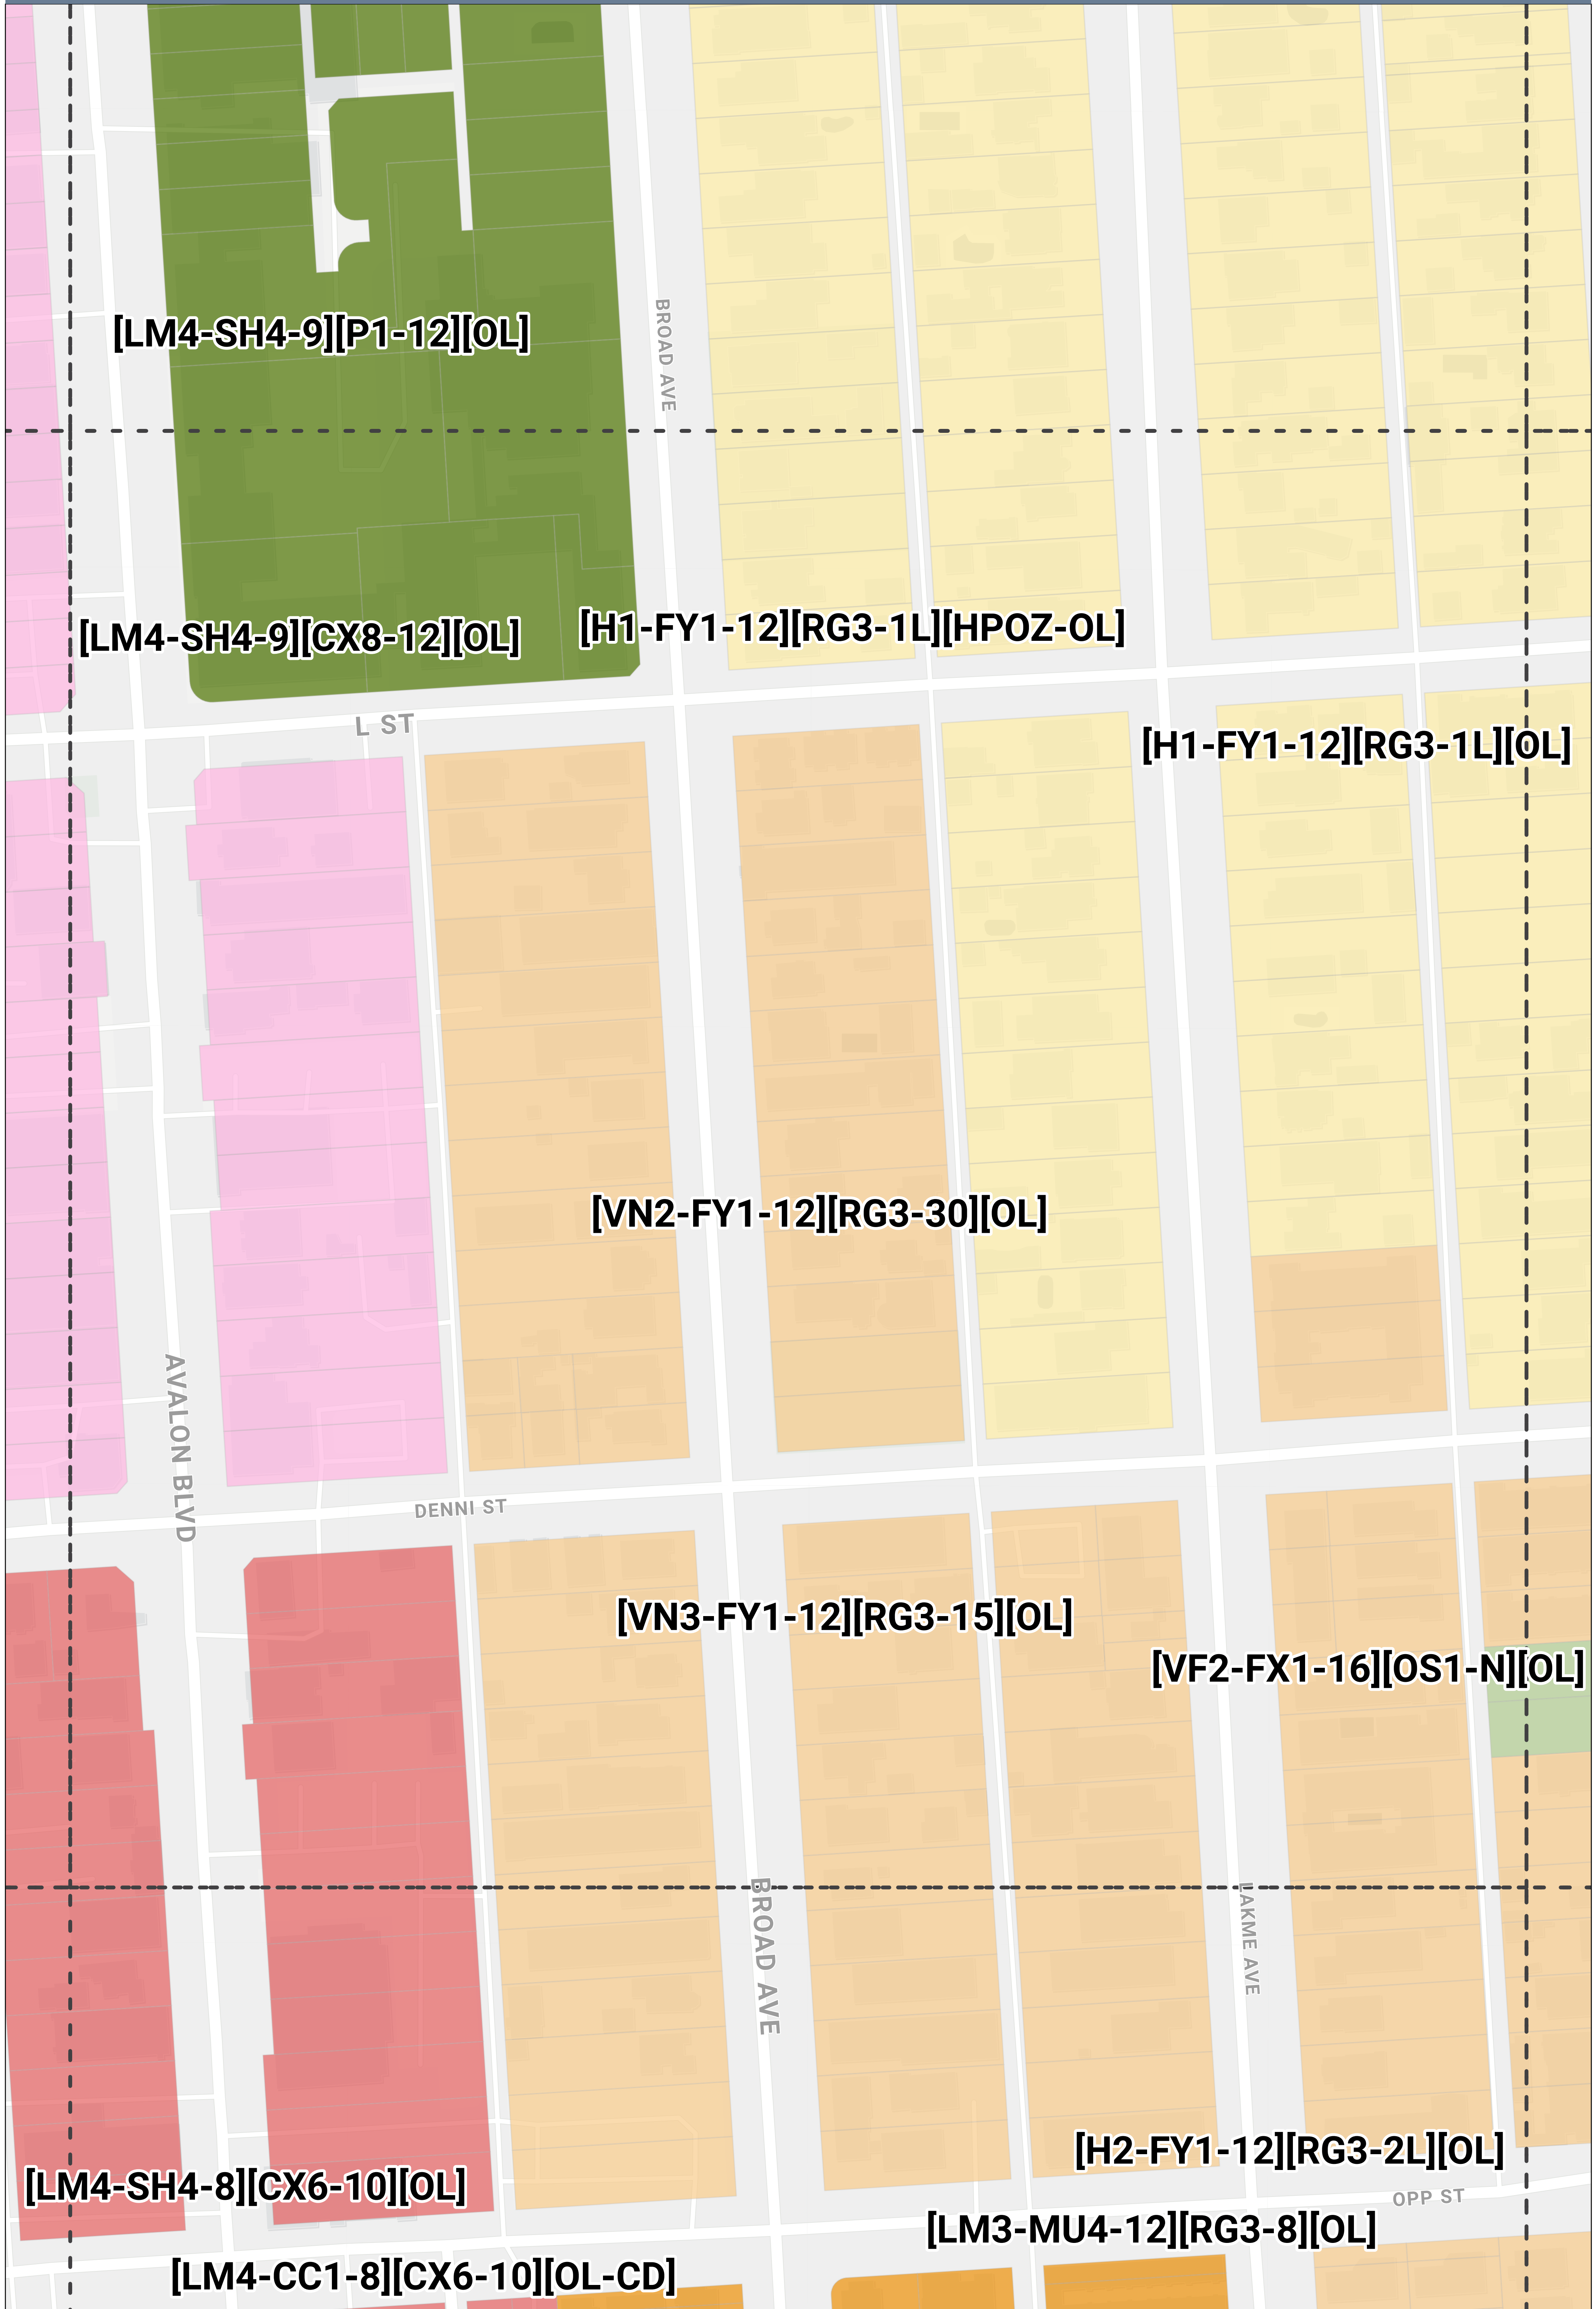 BROAD AVE
[LM4-SH4-9][P1-12][OL]
[H1-FY1-12][RG3-1L][HPOZ-OL]
[LM4-SH4-9][CX8-12][OL]
L ST
[H1-FY1-12][RG3-1L][OL]
[VN2-FY1-12][RG3-30][OL]
AVALON BLVD
DENNI ST
[VN3-FY1-12][RG3-15][OL]
[VF2-FX1-16][OS1-N][OL]
BROAD AVE
LAKME AVE
[H2-FY1-12][RG3-2L][OL]
[LM4-SH4-8][CX6-10][OL]
OPP ST
[LM3-MU4-12][RG3-8][OL]
[LM4-CC1-8][CX6-10][OL-CD]